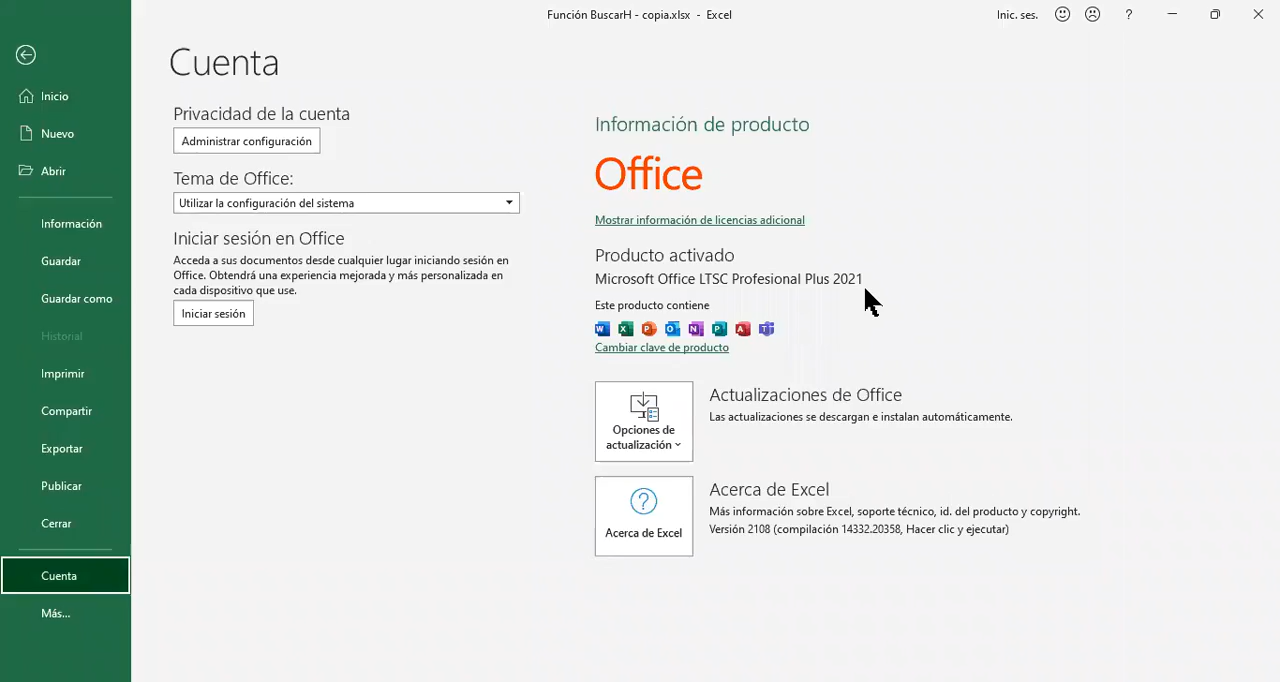 Función BuscarH - copia.xlsx - Excel
Inic. ses.
Inicio
Nuevo
Abrir
Información
Guardar
Guardar como
Historial
Imprimir
Compartir
Exportar
Publicar
Cerrar
Cuenta
Más...
Cuenta
Privacidad de la cuenta
Administrar configuración
Tema de Office:
Utilizar la configuración del sistema
Iniciar sesión en Office
Acceda a sus documentos desde cualquier lugar iniciando sesión en
Office. Obtendrá una experiencia mejorada y más personalizada en
cada dispositivo que use.
Iniciar sesión
Información de producto
Office
Mostrar información de licencias adicional
Producto activado
Microsoft Office LTSC Profesional Plus 2021
Este producto contiene
Cambiar clave de producto
Opciones de
actualización
Actualizaciones de Office
Las actualizaciones se descargan e instalan automáticamente.
Acerca de Excel
Acerca de Excel
Más información sobre Excel, soporte técnico, id. del producto y copyright.
Versión 2108 (compilación 14332.20358, Hacer clic y ejecutar)